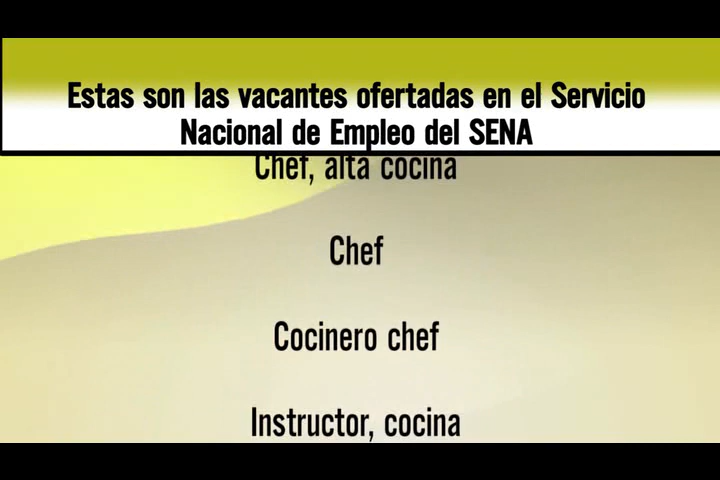 Estas son las vacantes ofertadas en el Servicio
Nacional de Empleo del SENA
Chef, alta cocina
Chef
Cocinero chef
Instructor, cocina